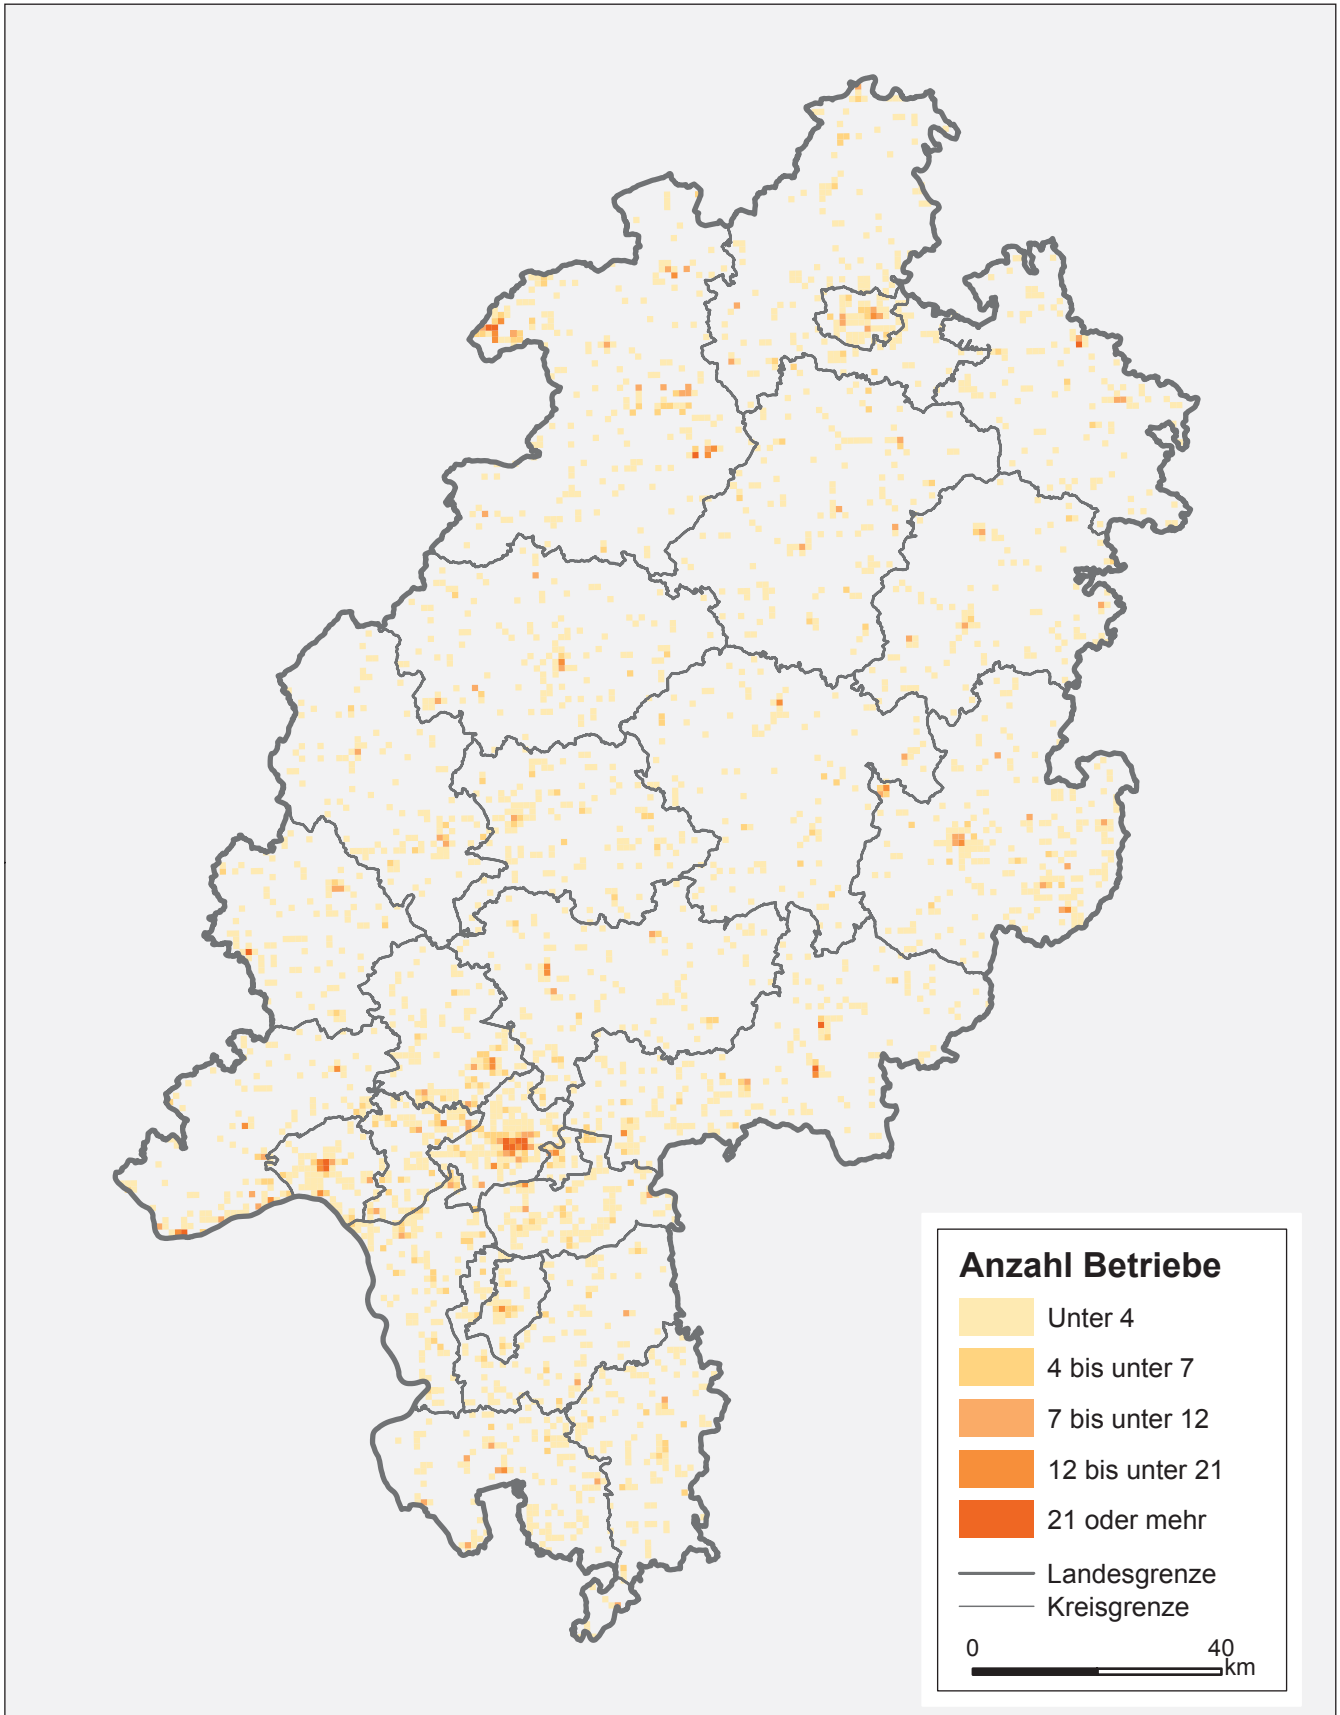 Anzahl Betriebe
Unter 4
4 bis unter 7
7 bis unter 12
12 bis unter 21
21 oder mehr
Landesgrenze
Kreisgrenze
0 40
km